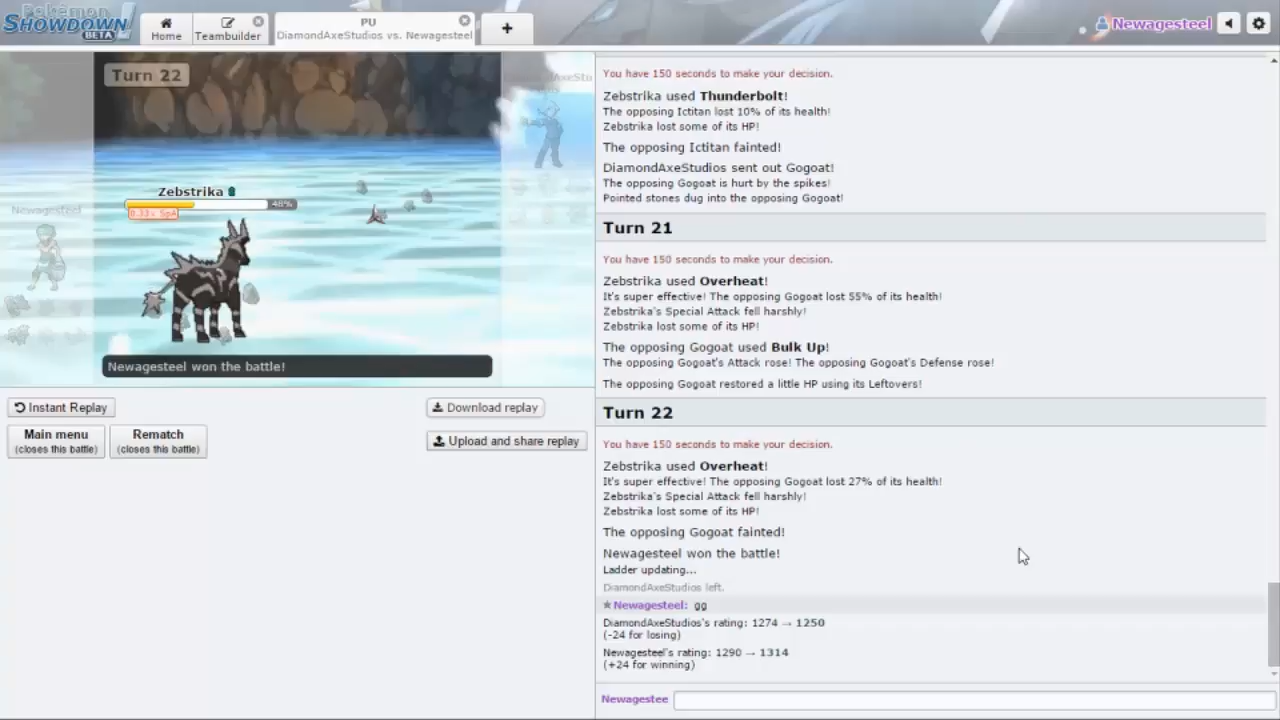 Pokémon
SHOWDOWN!
BETA
Home
Teambuilder
PU
DiamondAxeStudios vs. Newagesteel
+
Newagesteel
Turn 22
Newagesteel
Zebstrika
48%
0.33× SpA
Newagesteel won the battle!
Instant Replay
Download replay
Main menu
(closes this battle)
Rematch
(closes this battle)
Upload and share replay
You have 150 seconds to make your decision.
Zebstrika used Thunderbolt!
The opposing Ictitan lost 10% of its health!
Zebstrika lost some of its HP!
The opposing Ictitan fainted!
DiamondAxeStudios sent out Gogoat!
The opposing Gogoat is hurt by the spikes!
Pointed stones dug into the opposing Gogoat!
Turn 21
You have 150 seconds to make your decision.
Zebstrika used Overheat!
It's super effective! The opposing Gogoat lost 55% of its health!
Zebstrika's Special Attack fell harshly!
Zebstrika lost some of its HP!
The opposing Gogoat used Bulk Up!
The opposing Gogoat's Attack rose! The opposing Gogoat's Defense rose!
The opposing Gogoat restored a little HP using its Leftovers!
Turn 22
You have 150 seconds to make your decision.
Zebstrika used Overheat!
It's super effective! The opposing Gogoat lost 27% of its health!
Zebstrika's Special Attack fell harshly!
Zebstrika lost some of its HP!
The opposing Gogoat fainted!
Newagesteel won the battle!
Ladder updating...
DiamondAxeStudios left.
★Newagesteel: gg
DiamondAxeStudios's rating: 1274 → 1250
(-24 for losing)
Newagesteel's rating: 1290 → 1314
(+24 for winning)
Newagestee